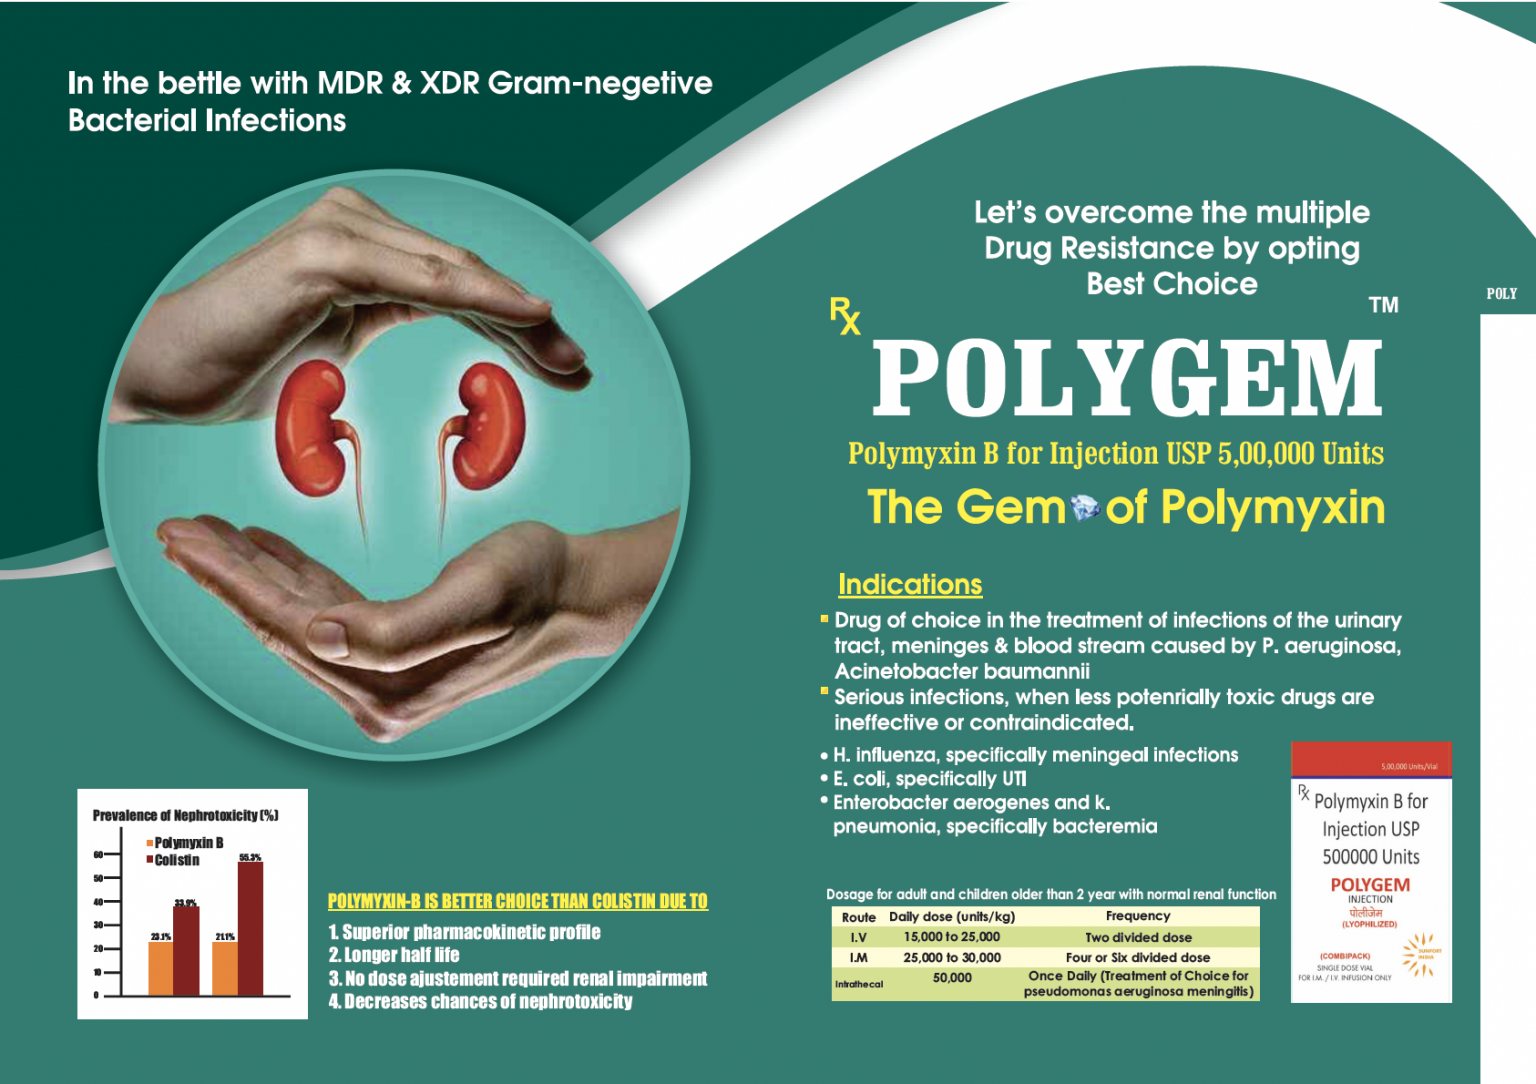 In the bettle with MDR & XDR Gram-negetive
Bacterial Infections
Let's overcome the multiple
Drug Resistance by opting
Best Choice
POLY
Rx
TM
POLYGEM
Polymyxin B for Injection USP 5,00,000 Units
The Gem of Polymyxin
Indications
Drug of choice in the treatment of infections of the urinary
tract, meninges & blood stream caused by P. aeruginosa,
Acinetobacter baumannii
Serious infections, when less potenrially toxic drugs are
ineffective or contraindicated.
• H. influenza, specifically meningeal infections
• E. coli, specifically UTI
• Enterobacter aerogenes and k.
pneumonia, specifically bacteremia
Prevalence of Nephrotoxicity (%)
Polymyxin B
Colistin
60
50
40
30
20
10
0
23.1%
33.9%
21.1%
55.3%
POLYMYXIN-B IS BETTER CHOICE THAN COLISTIN DUE TO
1. Superior pharmacokinetic profile
2. Longer half life
3. No dose ajustement required renal impairment
4. Decreases chances of nephrotoxicity
Dosage for adult and children older than 2 year with normal renal function
Route Daily dose (units/kg) Frequency
I.V 15,000 to 25,000 Two divided dose
I.M 25,000 to 30,000 Four or Six divided dose
Intrathecal 50,000 Once Daily (Treatment of Choice for
pseudomonas aeruginosa meningitis)
5,00,000 Units/Vial
Rx Polymyxin B for
Injection USP
500000 Units
POLYGEM
INJECTION
पोलीजेम
(LYOPHILIZED)
(COMBIPACK)
SINGLE DOSE VIAL
FOR I.M. / I.V. INFUSION ONLY
SUNFORT
INDIA